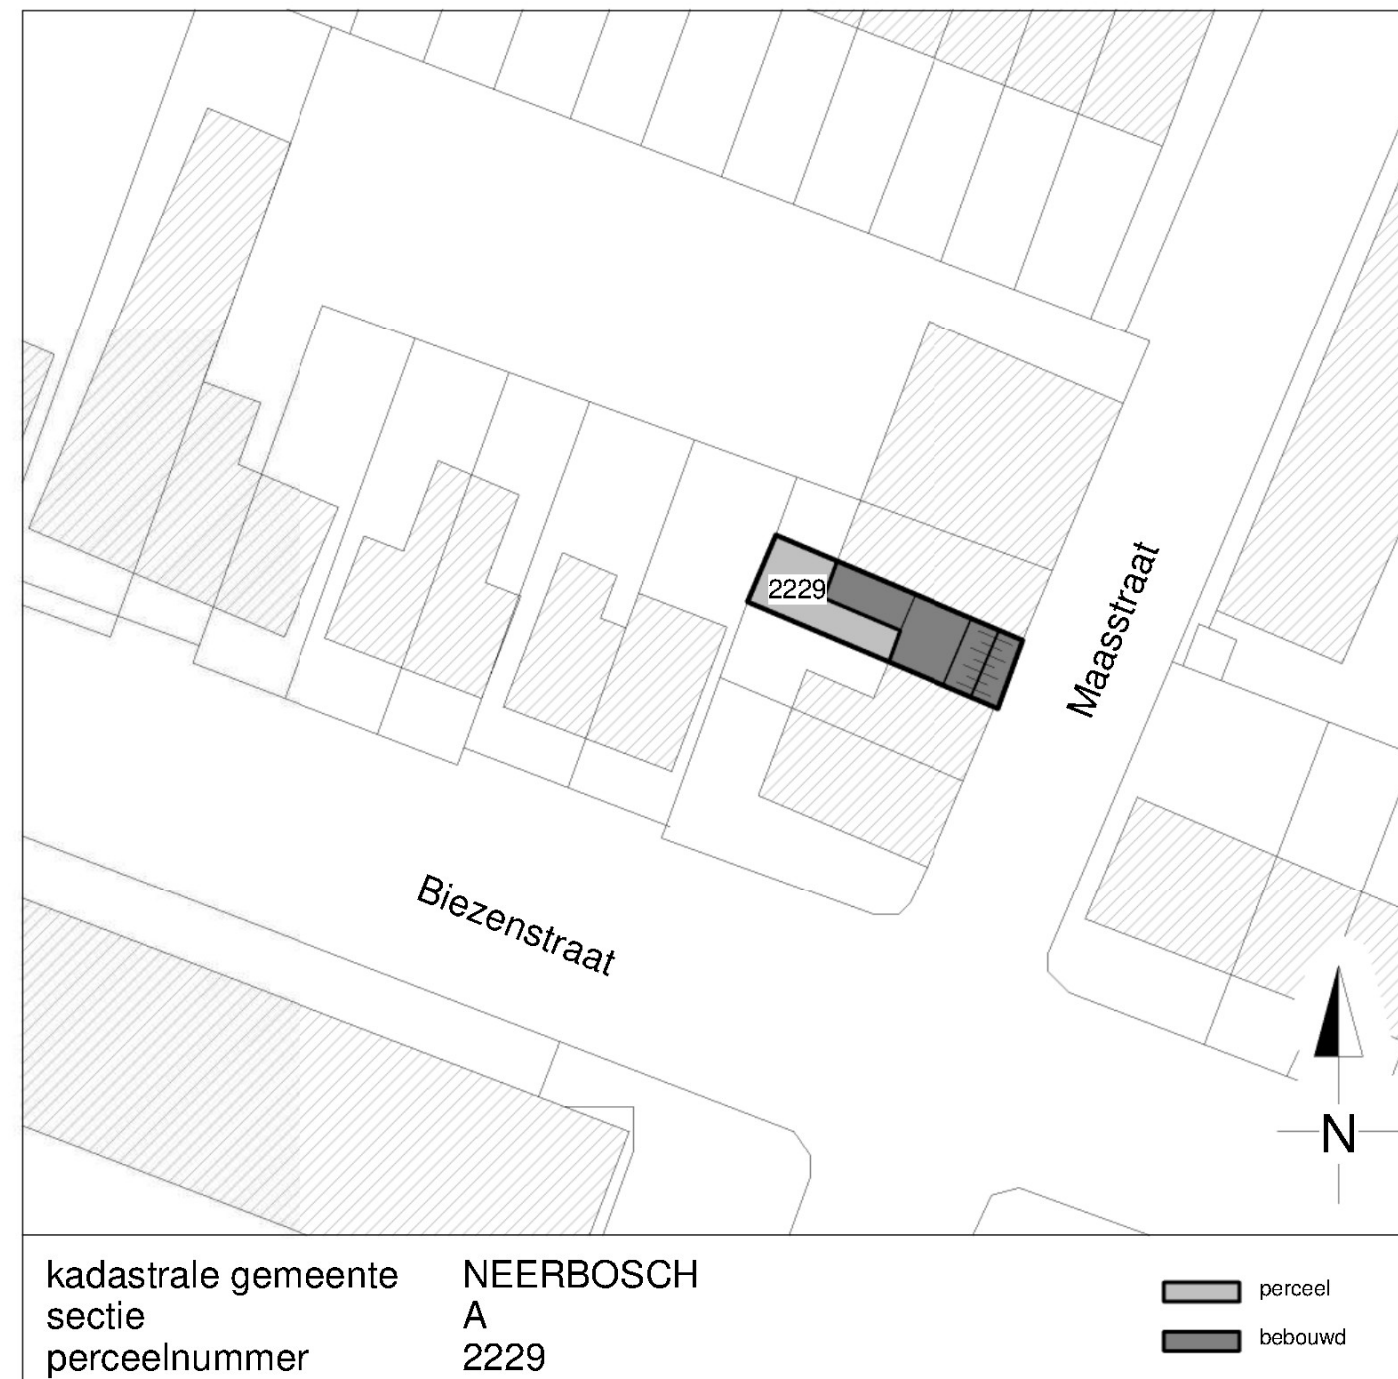 2229
Maasstraat
Biezenstraat
N
kadastrale gemeente NEERBOSCH
sectie A
perceelnummer 2229
perceel
bebouwd